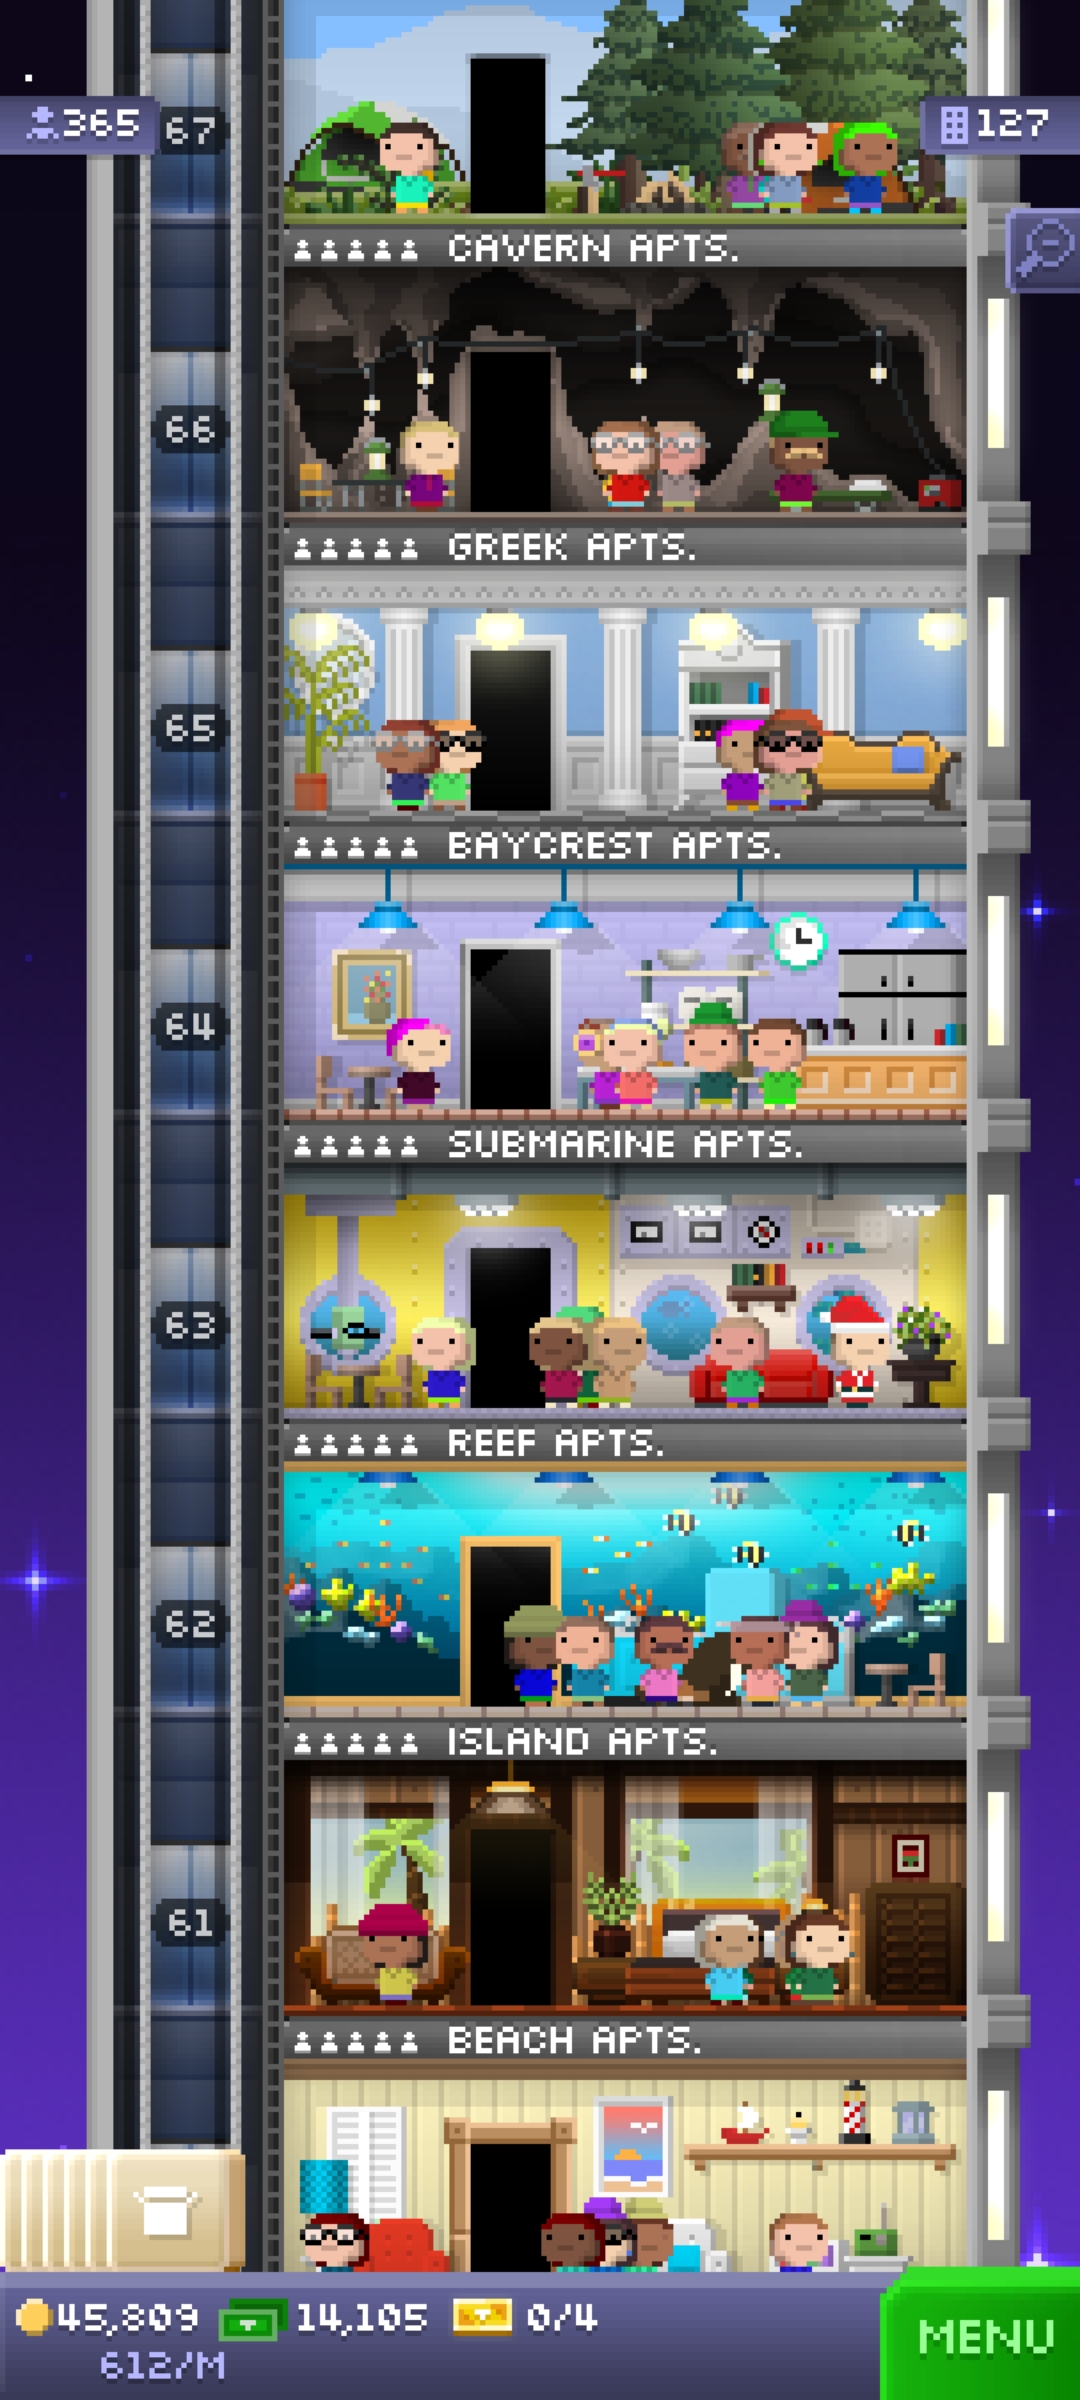 365
67
127
CAVERN APTS.
66
GREEK APTS.
65
BAYCREST APTS.
64
SUBMARINE APTS.
63
REEF APTS.
62
ISLAND APTS.
61
BEACH APTS.
45,809 14,105 0/4
612/M
MENU